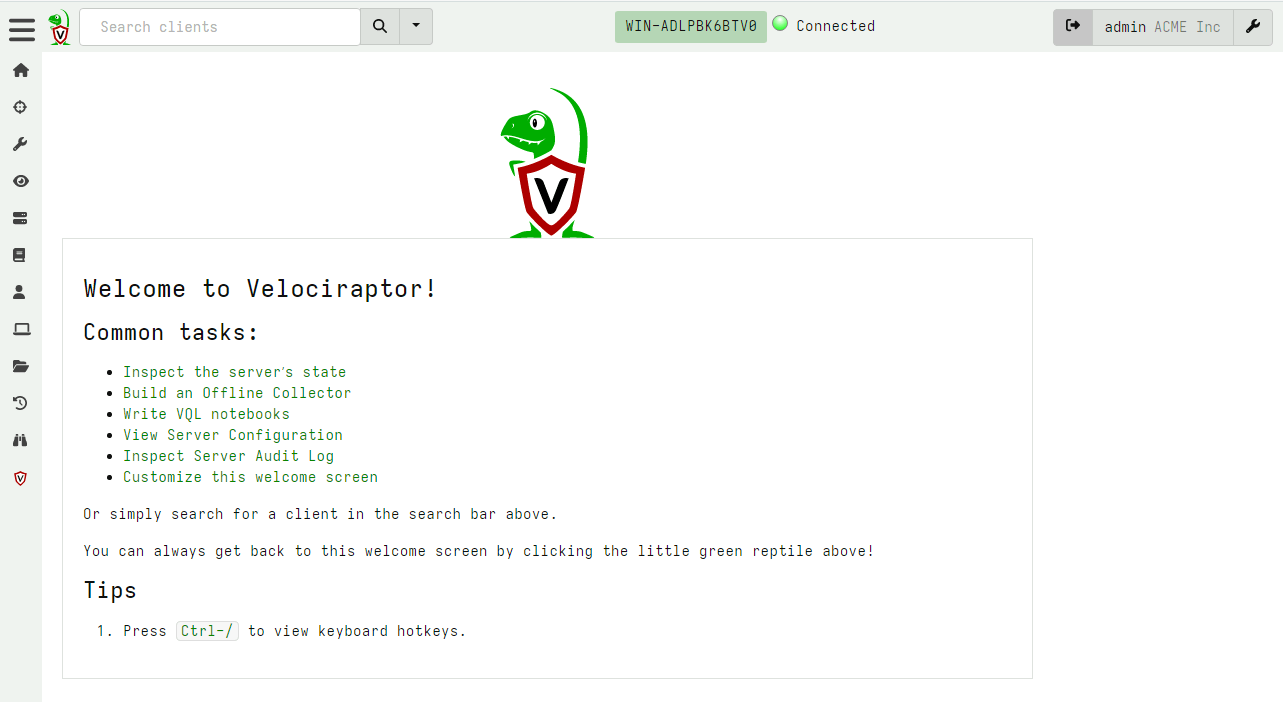 Search clients
WIN-ADLPBK6BTV0 Connected
admin ACME Inc
V
Welcome to Velociraptor!
Common tasks:
Inspect the server's state
Build an Offline Collector
Write VQL notebooks
View Server Configuration
Inspect Server Audit Log
Customize this welcome screen
Or simply search for a client in the search bar above.
You can always get back to this welcome screen by clicking the little green reptile above!
Tips
1. Press Ctrl-/ to view keyboard hotkeys.